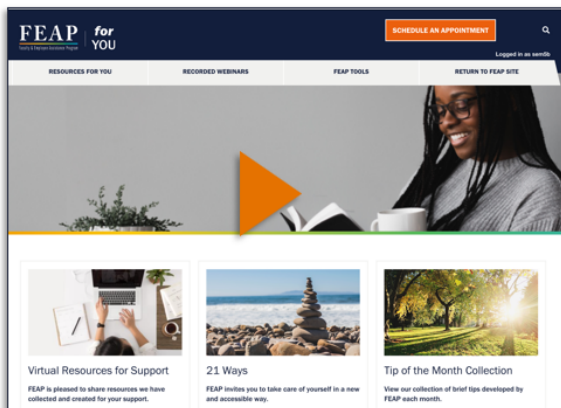 FEAP
for
YOU
Faculty & Employee Assistance Program
SCHEDULE AN APPOINTMENT
Logged in as sem5b
RESOURCES FOR YOU
RECORDED WEBINARS
FEAP TOOLS
RETURN TO FEAP SITE
Virtual Resources for Support
FEAP is pleased to share resources we have
collected and created for your support.
21 Ways
FEAP invites you to take care of yourself in a new
and accessible way.
Tip of the Month Collection
View our collection of brief tips developed by
FEAP each month.